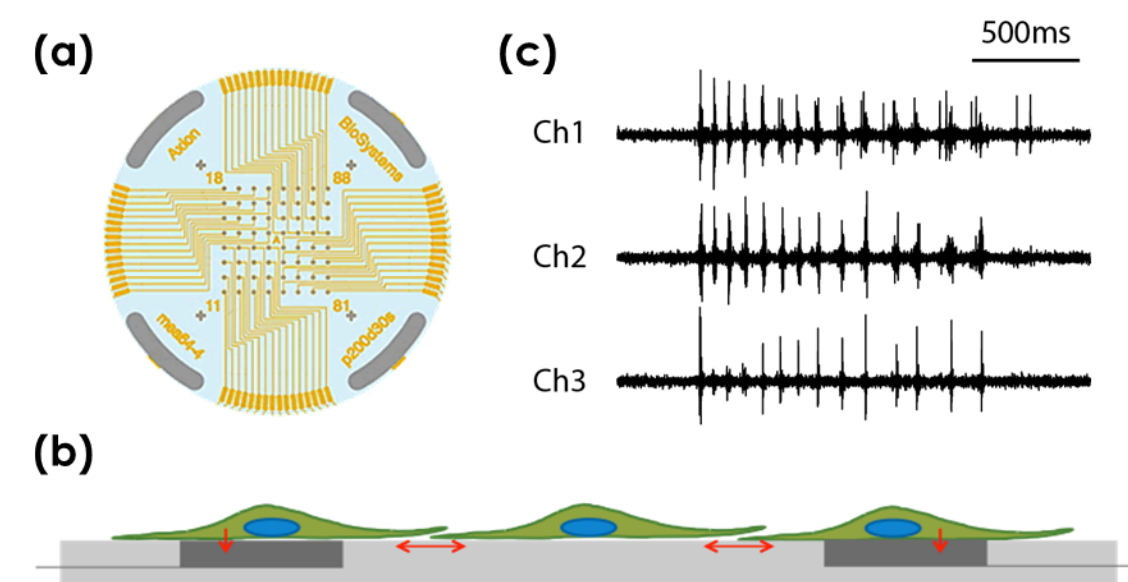 (a)
Axion
BioSystems
18
88
A
11
81
mea64-4
p200d30s
(c)
500ms
Ch1
Ch2
Ch3
(b)